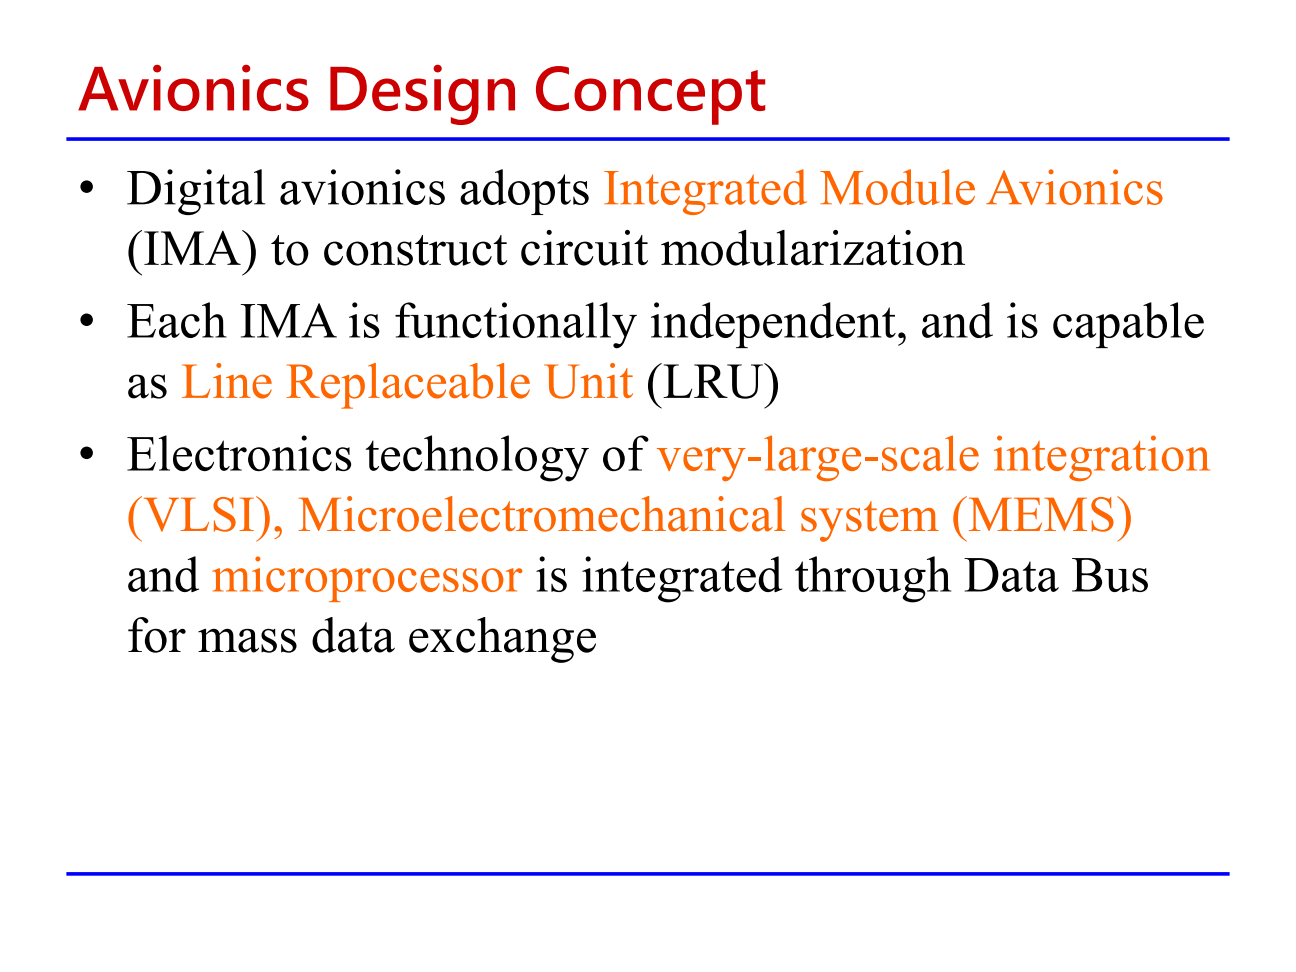 Avionics Design Concept
• Digital avionics adopts Integrated Module Avionics
(IMA) to construct circuit modularization
• Each IMA is functionally independent, and is capable
as Line Replaceable Unit (LRU)
• Electronics technology of very-large-scale integration
(VLSI), Microelectromechanical system (MEMS)
and microprocessor is integrated through Data Bus
for mass data exchange